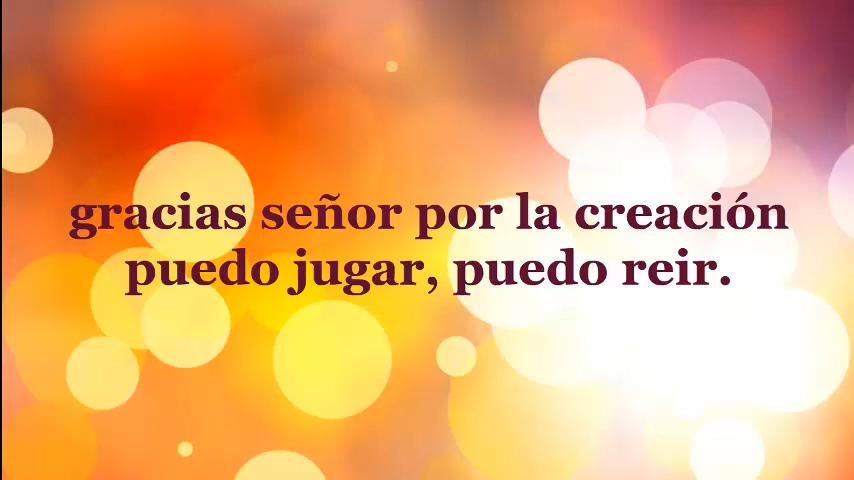 gracias señor por la creación
puedo jugar, puedo reir.